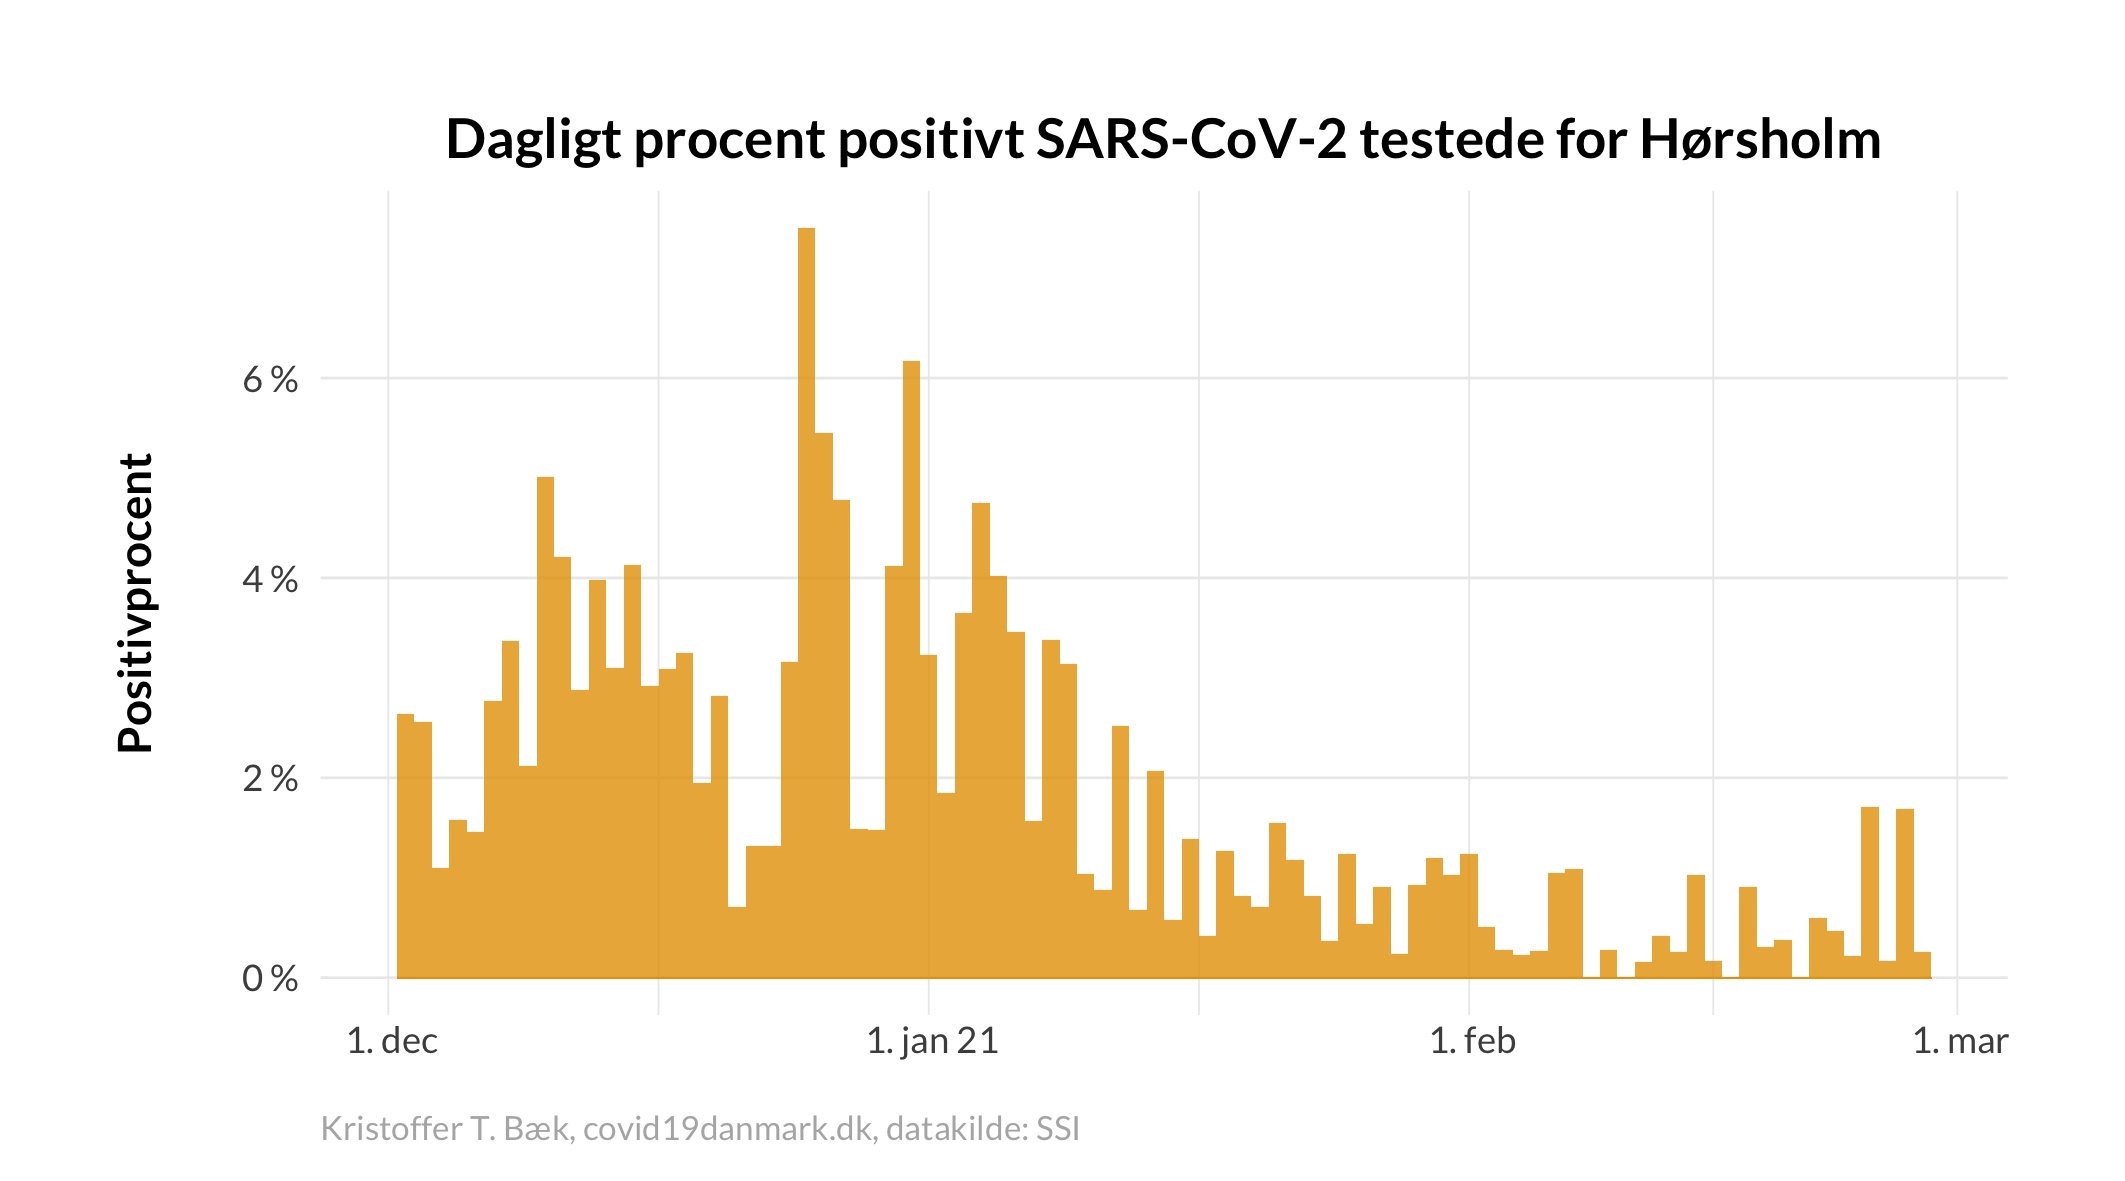 Dagligt procent positivt SARS-CoV-2 testede for Hørsholm
Positivprocent
6 %
4 %
2 %
0 %
1. dec
1. jan 21
1. feb
1. mar
Kristoffer T. Bæk, covid19danmark.dk, datakilde: SSI